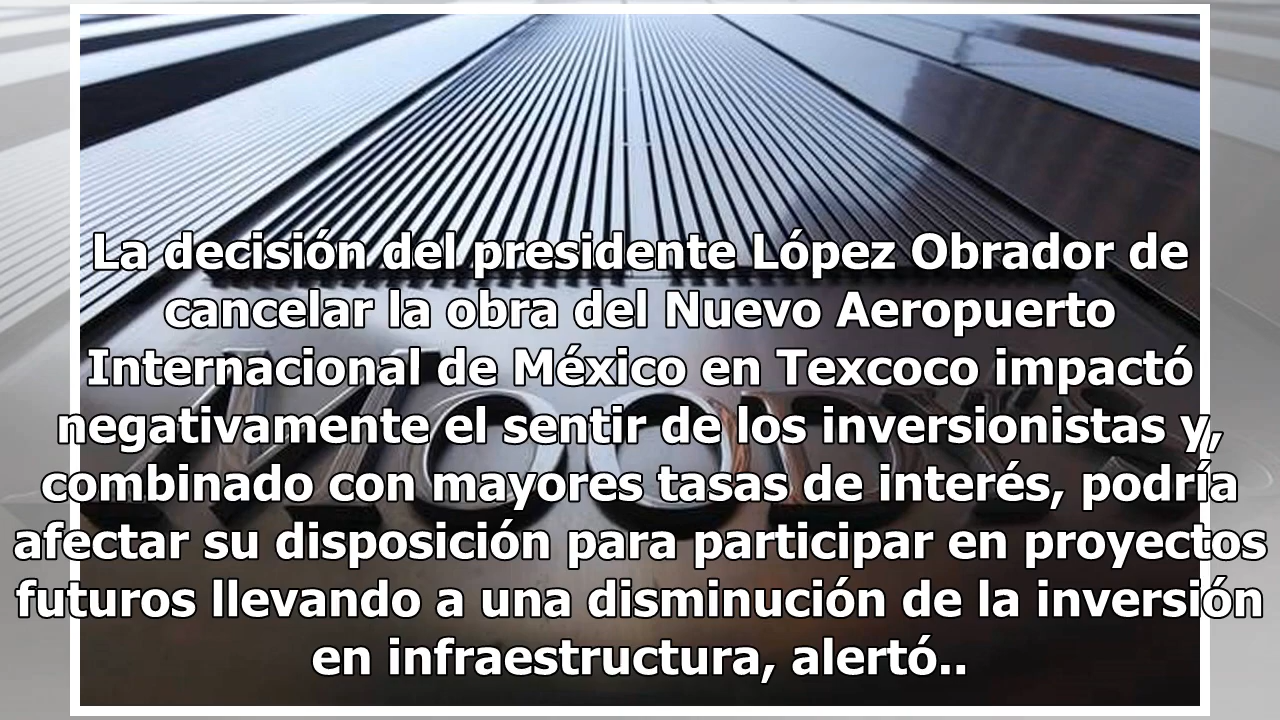 La decisión del presidente López Obrador de
cancelar la obra del Nuevo Aeropuerto
Internacional de México en Texcoco impactó
negativamente el sentir de los inversionistas y,
combinado con mayores tasas de interés, podría
afectar su disposición para participar en proyectos
futuros llevando a una disminución de la inversión
en infraestructura, alertó..
MOODY'S